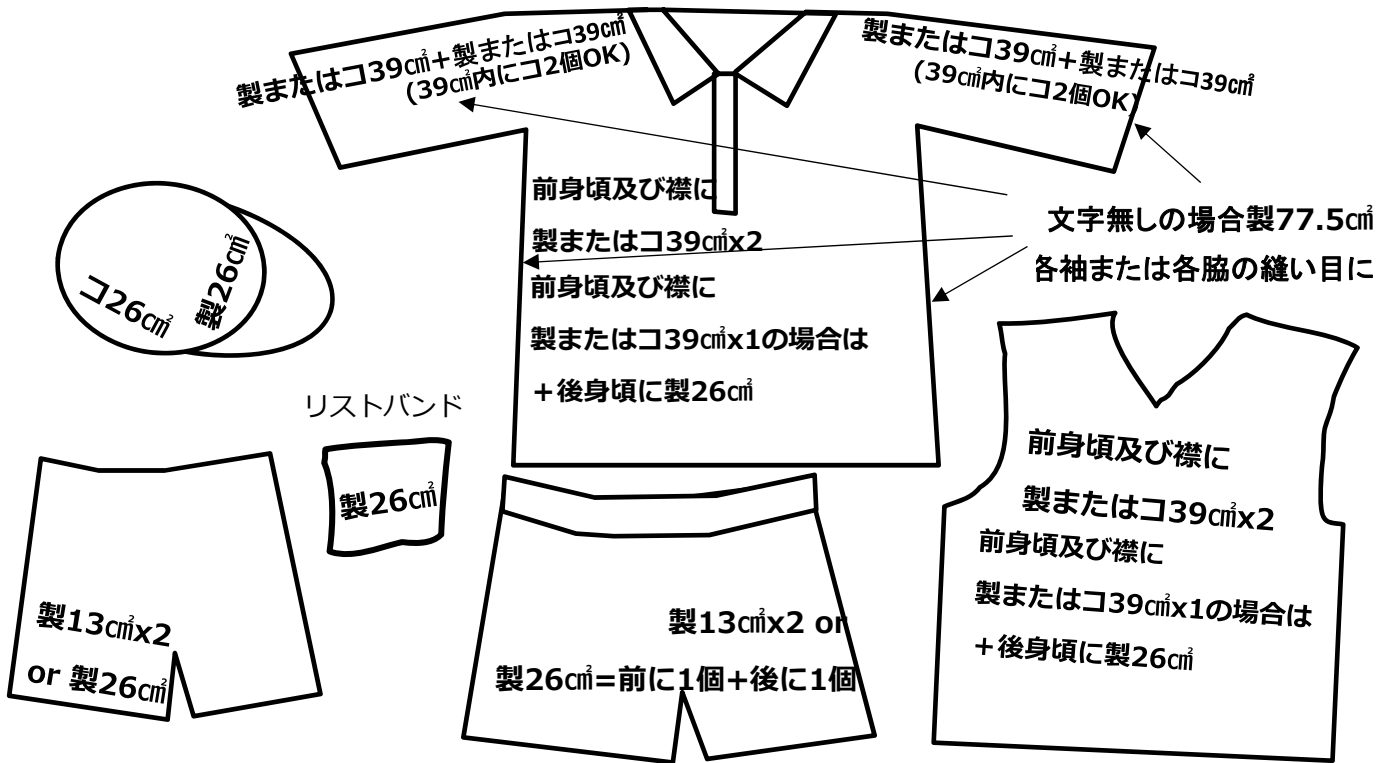 製またはコ39㎠+製またはコ39㎠
(39㎠内にコ2個OK)
製またはコ39㎠+製またはコ39㎠
(39㎠内にコ2個OK)
前身頃及び襟に
製またはコ39㎠x2
前身頃及び襟に
製またはコ39㎠x1の場合は
+後身頃に製26㎠
文字無しの場合製77.5㎠
各袖または各脇の縫い目に
コ26㎠
製26㎠
リストバンド
製26㎠
製13㎠x2
or 製26㎠
製13㎠x2 or
製26㎠=前に1個+後に1個
前身頃及び襟に
製またはコ39㎠x2
前身頃及び襟に
製またはコ39㎠x1の場合は
+後身頃に製26㎠